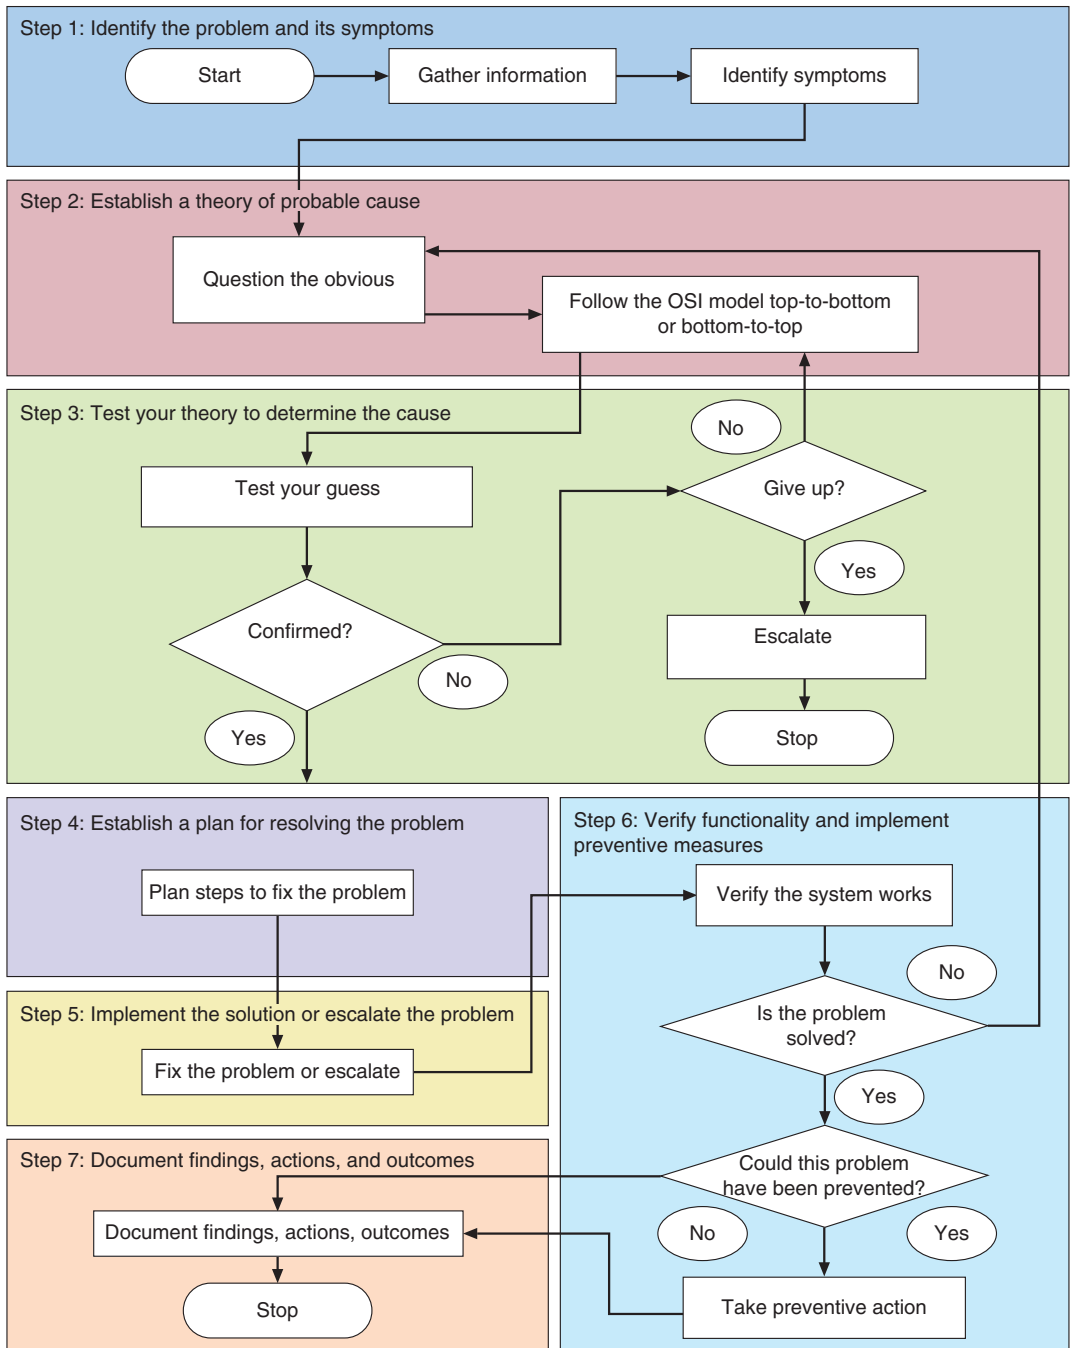 Step 1: Identify the problem and its symptoms
Start
Gather information
Identify symptoms
Step 2: Establish a theory of probable cause
Question the obvious
Follow the OSI model top-to-bottom
or bottom-to-top
Step 3: Test your theory to determine the cause
No
Test your guess
Give up?
Yes
Confirmed?
Escalate
No
Yes
Stop
Step 4: Establish a plan for resolving the problem
Plan steps to fix the problem
Step 5: Implement the solution or escalate the problem
Fix the problem or escalate
Step 6: Verify functionality and implement
preventive measures
Verify the system works
No
Is the problem
solved?
Yes
Could this problem
have been prevented?
No
Yes
Take preventive action
Step 7: Document findings, actions, and outcomes
Document findings, actions, outcomes
Stop